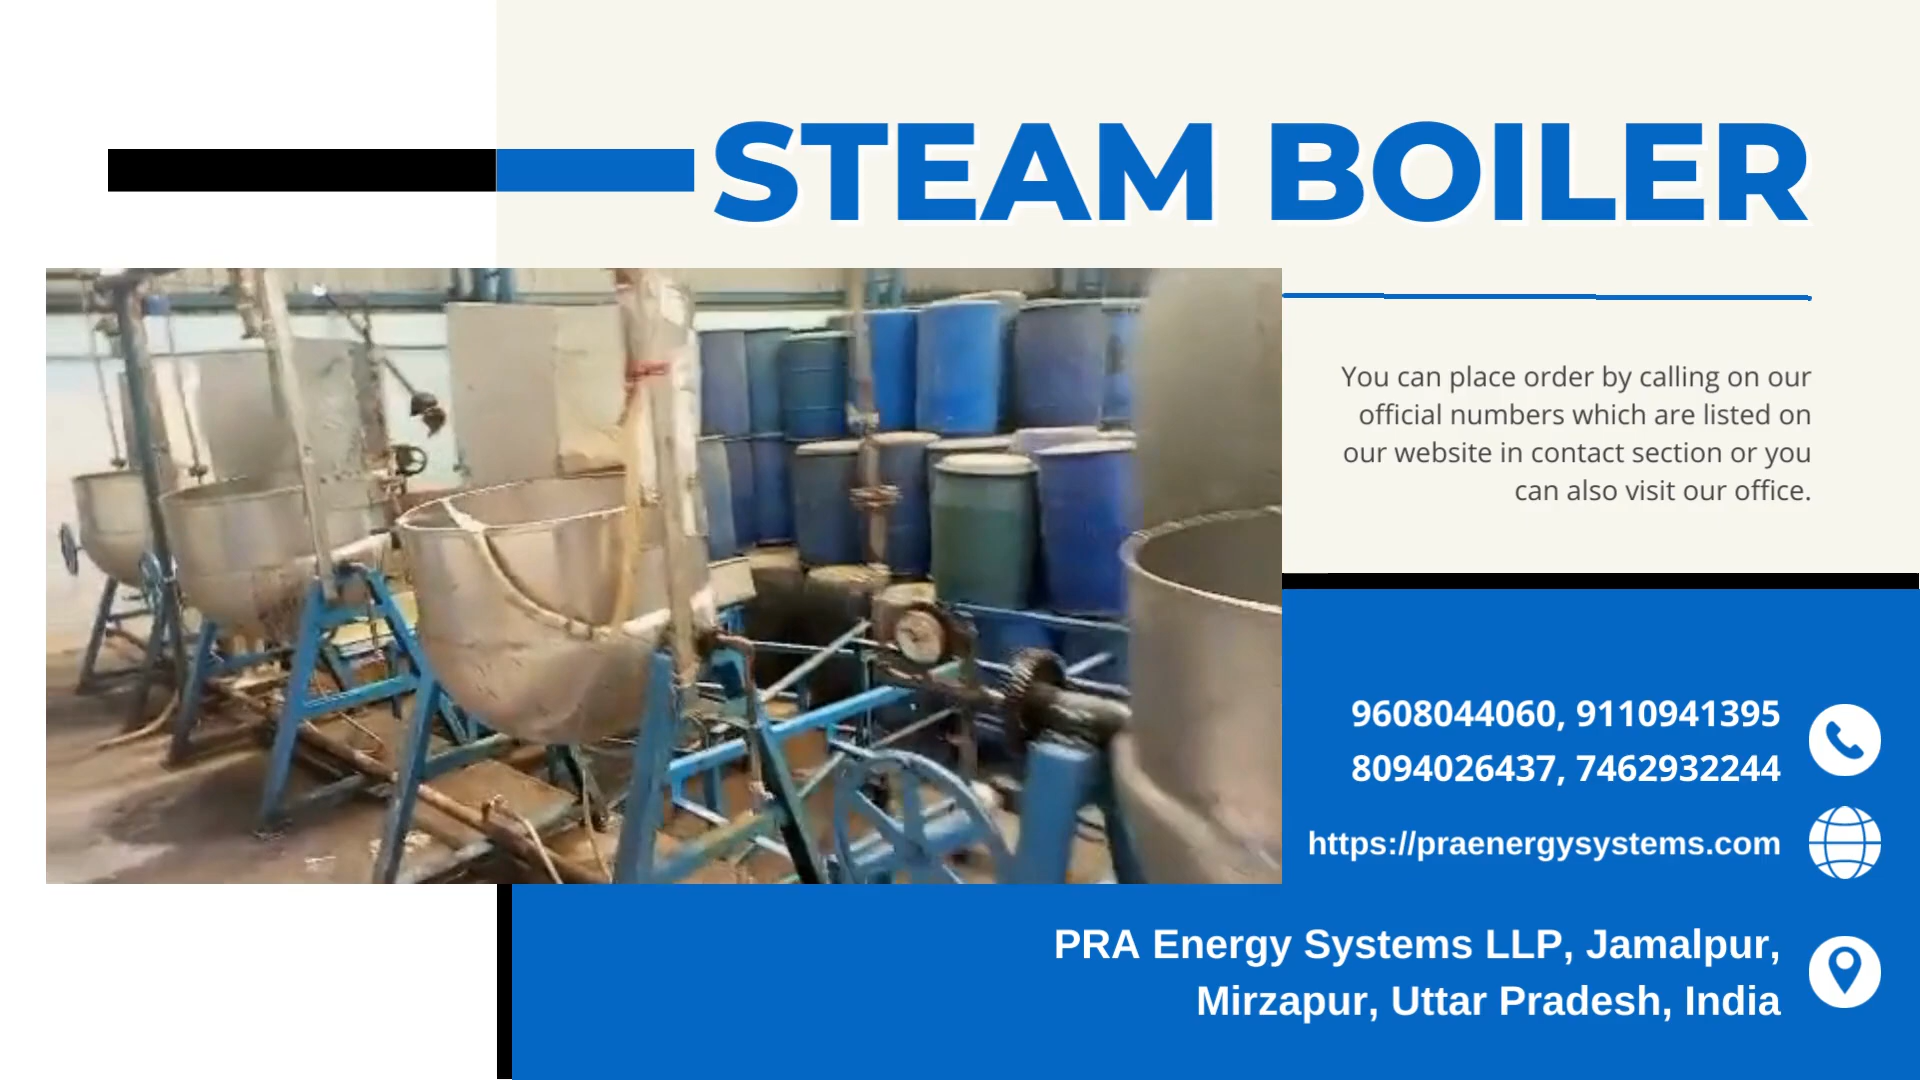 STEAM BOILER
You can place order by calling on our
official numbers which are listed on
our website in contact section or you
can also visit our office.
9608044060, 9110941395
8094026437, 7462932244
https://praenergysystems.com
PRA Energy Systems LLP, Jamalpur,
Mirzapur, Uttar Pradesh, India